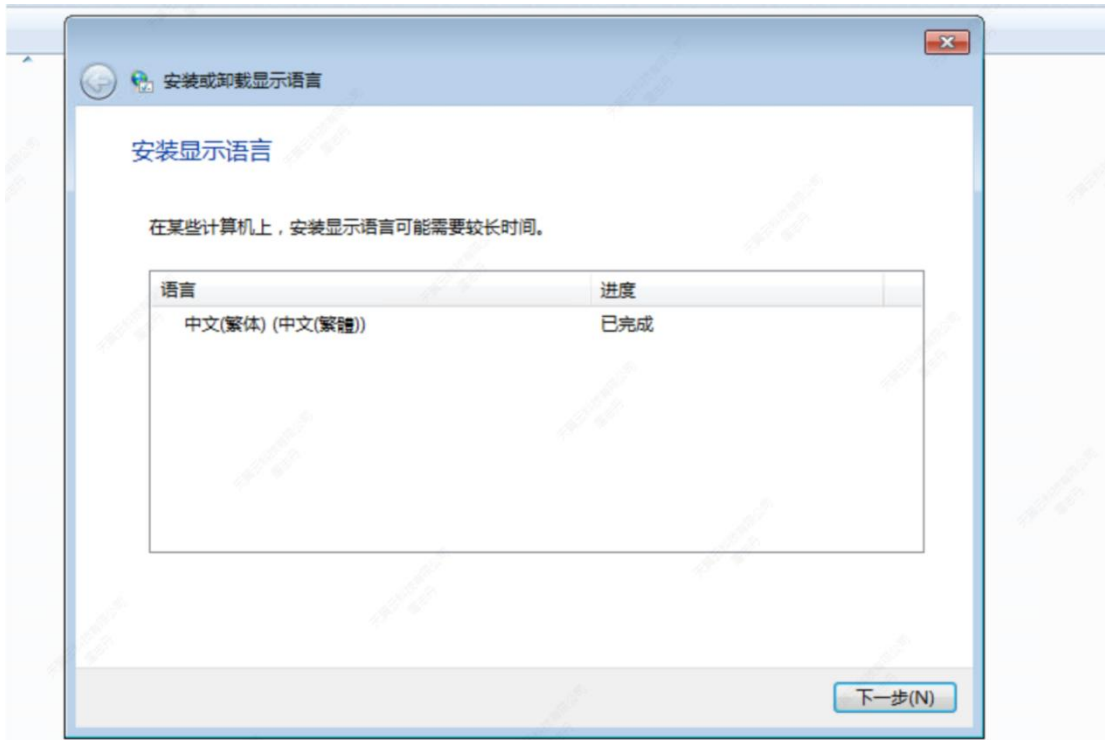 安装或卸载显示语言
安装显示语言
在某些计算机上，安装显示语言可能需要较长时间。
语言 进度
中文(繁体) (中文(繁體)) 已完成
下一步(N)